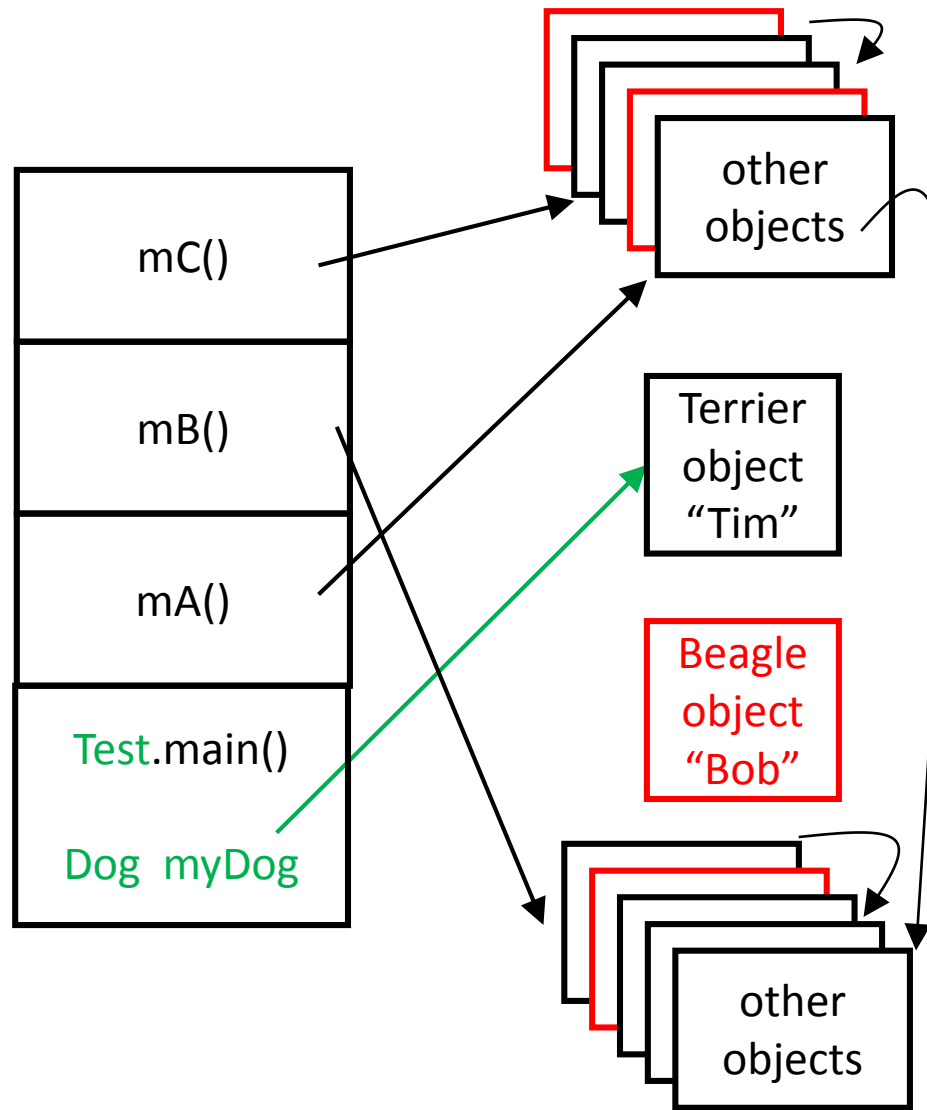 other
objects
mC()
Terrier
object
“Tim”
mB()
mA()
Beagle
object
“Bob”
Test.main()
Dog myDog
other
objects